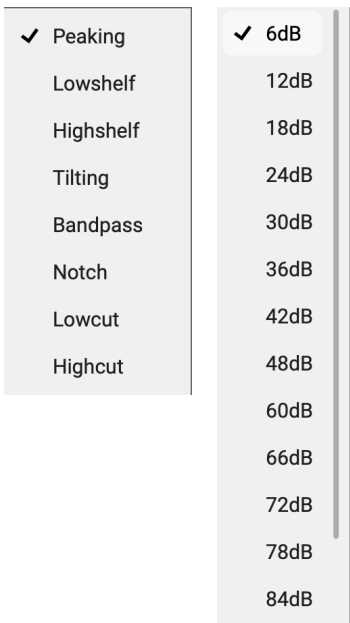 Peaking
Lowshelf
Highshelf
Tilting
Bandpass
Notch
Lowcut
Highcut
6dB
12dB
18dB
24dB
30dB
36dB
42dB
48dB
60dB
66dB
72dB
78dB
84dB